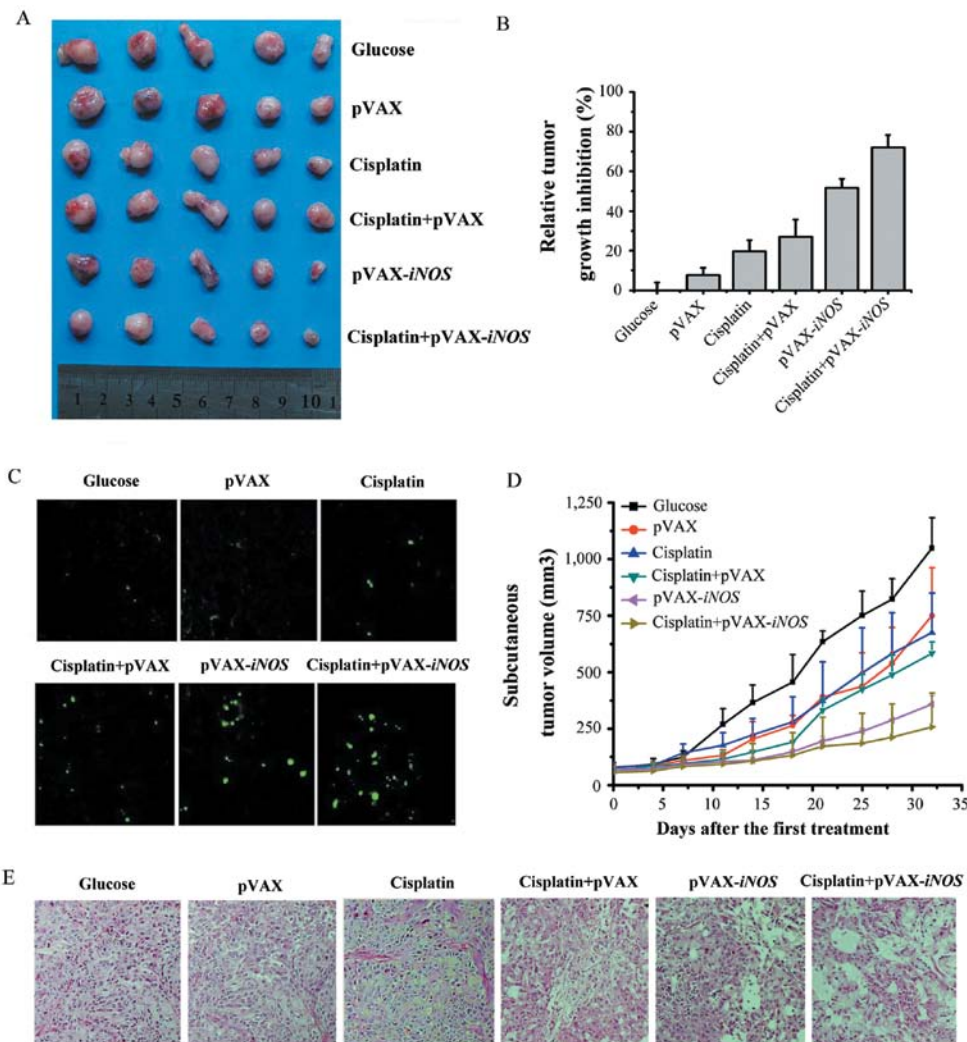 A
Glucose
pVAX
Cisplatin
Cisplatin+pVAX
pVAX-iNOS
Cisplatin+pVAX-iNOS
1 2 3 4 5 6 7 8 9 10 1
B
Relative tumor
growth inhibition (%)
100
80
60
40
20
0
Glucose
pVAX
Cisplatin
Cisplatin+pVAX
pVAX-iNOS
Cisplatin+pVAX-iNOS
C
Glucose pVAX Cisplatin
Cisplatin+pVAX pVAX-iNOS Cisplatin+pVAX-iNOS
D
Subcutaneous
tumor volume (mm3)
1,250
1,000
750
500
250
0
Glucose
pVAX
Cisplatin
Cisplatin+pVAX
pVAX-iNOS
Cisplatin+pVAX-iNOS
0 5 10 15 20 25 30 35
Days after the first treatment
E
Glucose pVAX Cisplatin Cisplatin+pVAX pVAX-iNOS Cisplatin+pVAX-iNOS